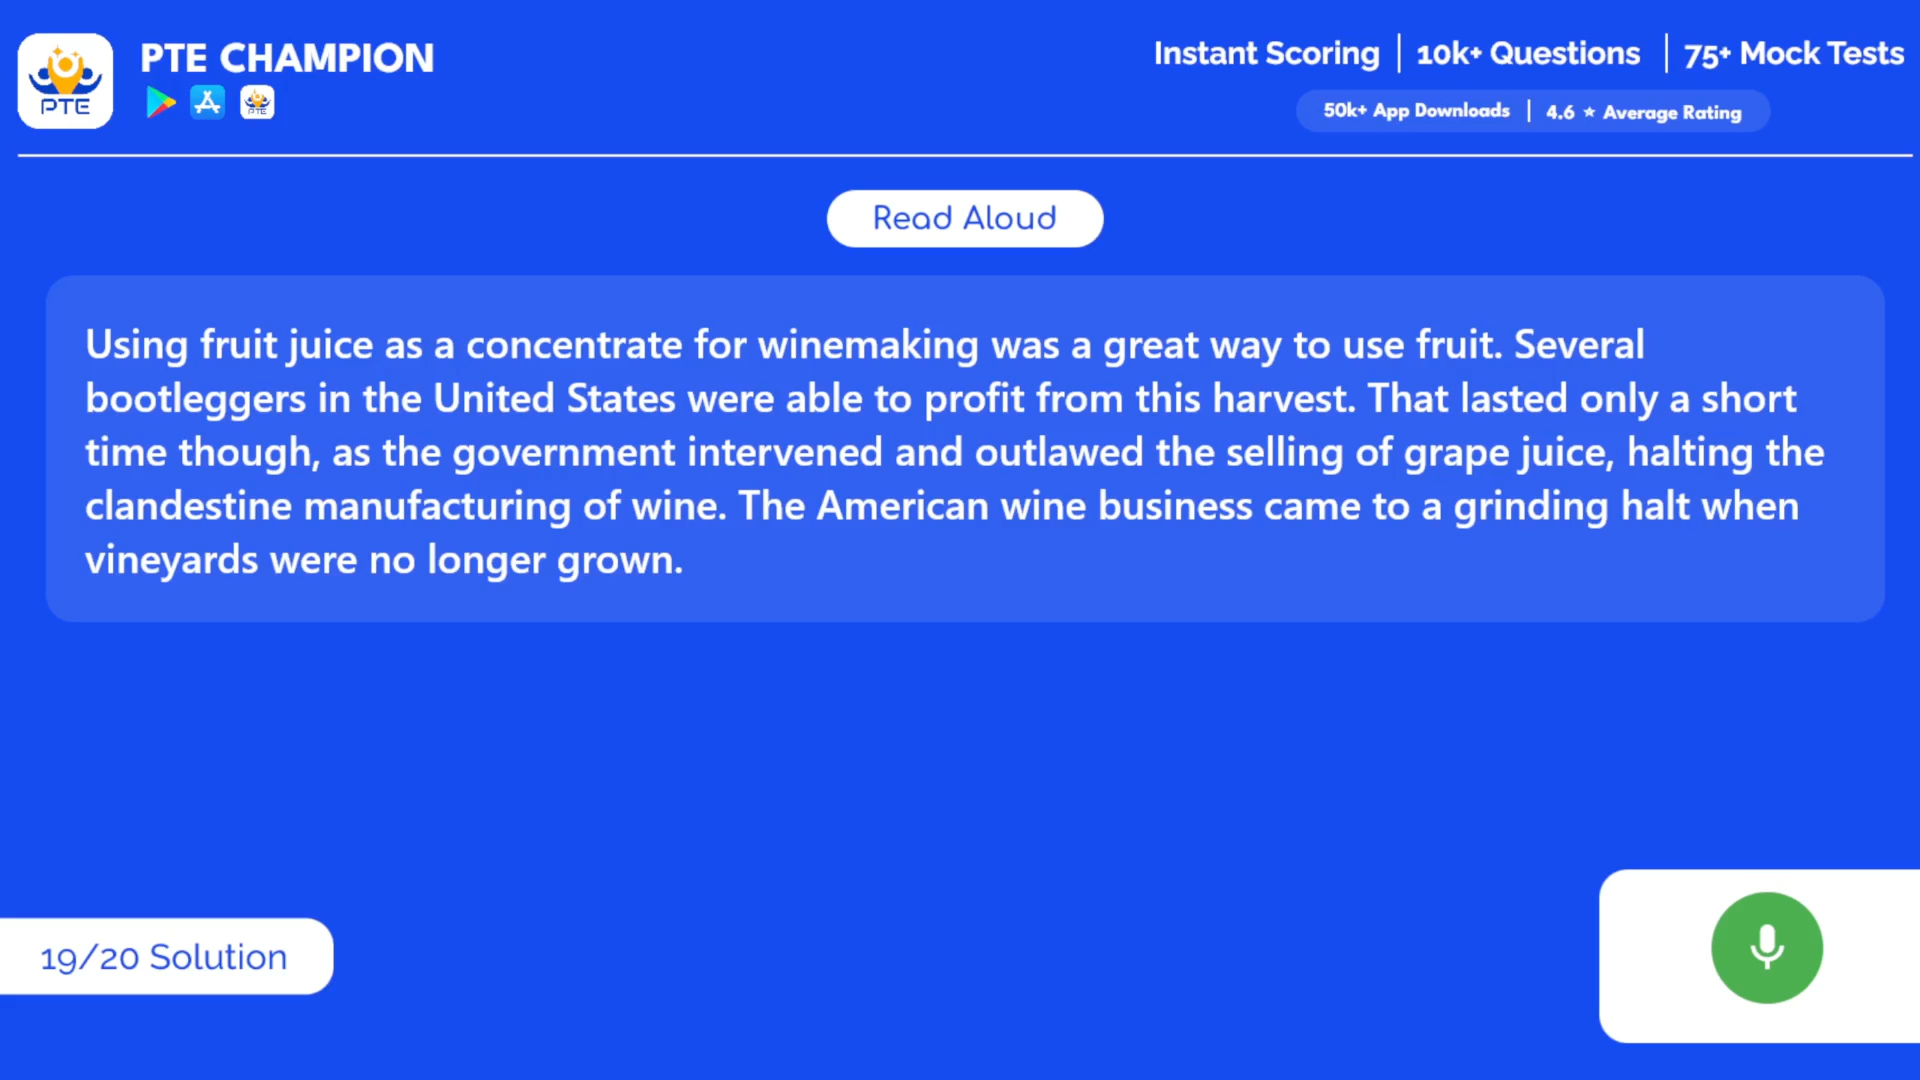 PTE CHAMPION
PTE
PTE
Instant Scoring | 10k+ Questions | 75+ Mock Tests
50k+ App Downloads | 4.6 ★ Average Rating
Read Aloud
Using fruit juice as a concentrate for winemaking was a great way to use fruit. Several
bootleggers in the United States were able to profit from this harvest. That lasted only a short
time though, as the government intervened and outlawed the selling of grape juice, halting the
clandestine manufacturing of wine. The American wine business came to a grinding halt when
vineyards were no longer grown.
19/20 Solution